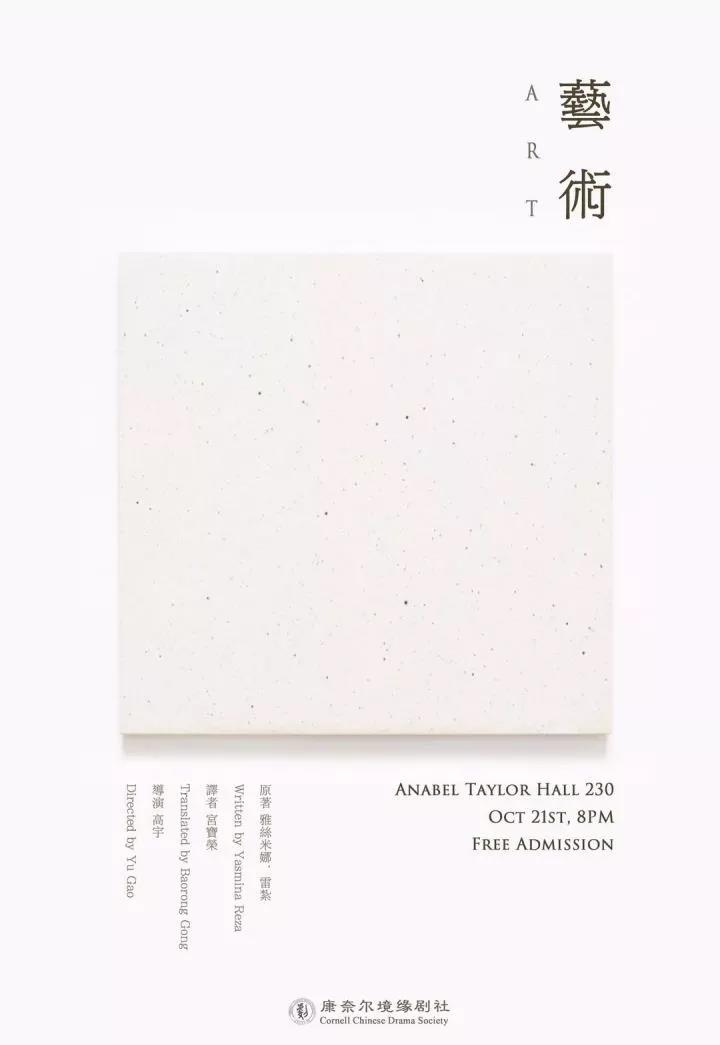 藝術
ART
原著 雅絲米娜·雷紮
Written by Yasmina Reza
譯者 宮寶榮
Translated by Baorong Gong
導演 高宇
Directed by Yu Gao
Anabel Taylor Hall 230
Oct 21st, 8PM
Free Admission
康奈尔境缘剧社
Cornell Chinese Drama Society